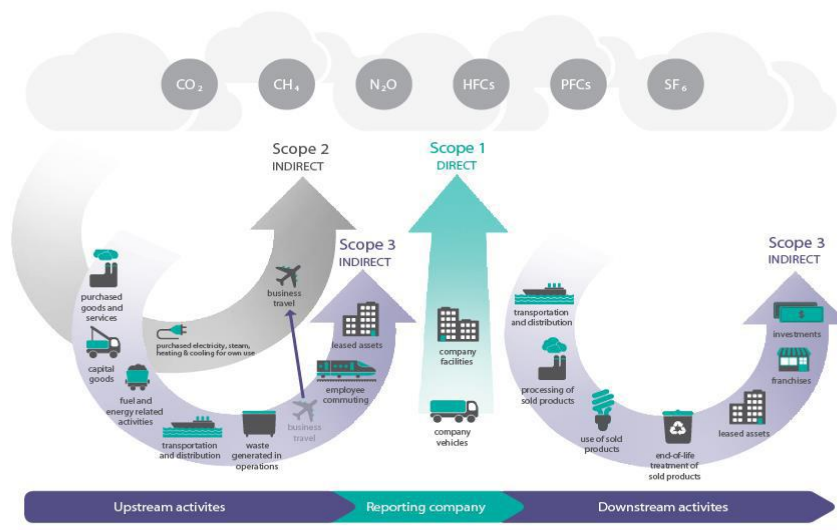 CO₂
CH₄
N₂O
HFCs
PFCs
SF₆
Scope 2
INDIRECT
Scope 1
DIRECT
Scope 3
INDIRECT
Scope 3
INDIRECT
purchased
goods and
services
capital
goods
fuel and
energy related
activities
purchased electricity, steam,
heating & cooling for own use
transportation
and distribution
waste
generated in
operations
business
travel
business
travel
employee
commuting
leased assets
company
facilities
company
vehicles
transportation
and distribution
processing of
sold products
use of sold
products
end-of-life
treatment of
sold products
leased assets
franchises
$
investments
Upstream activites
Reporting company
Downstream activites